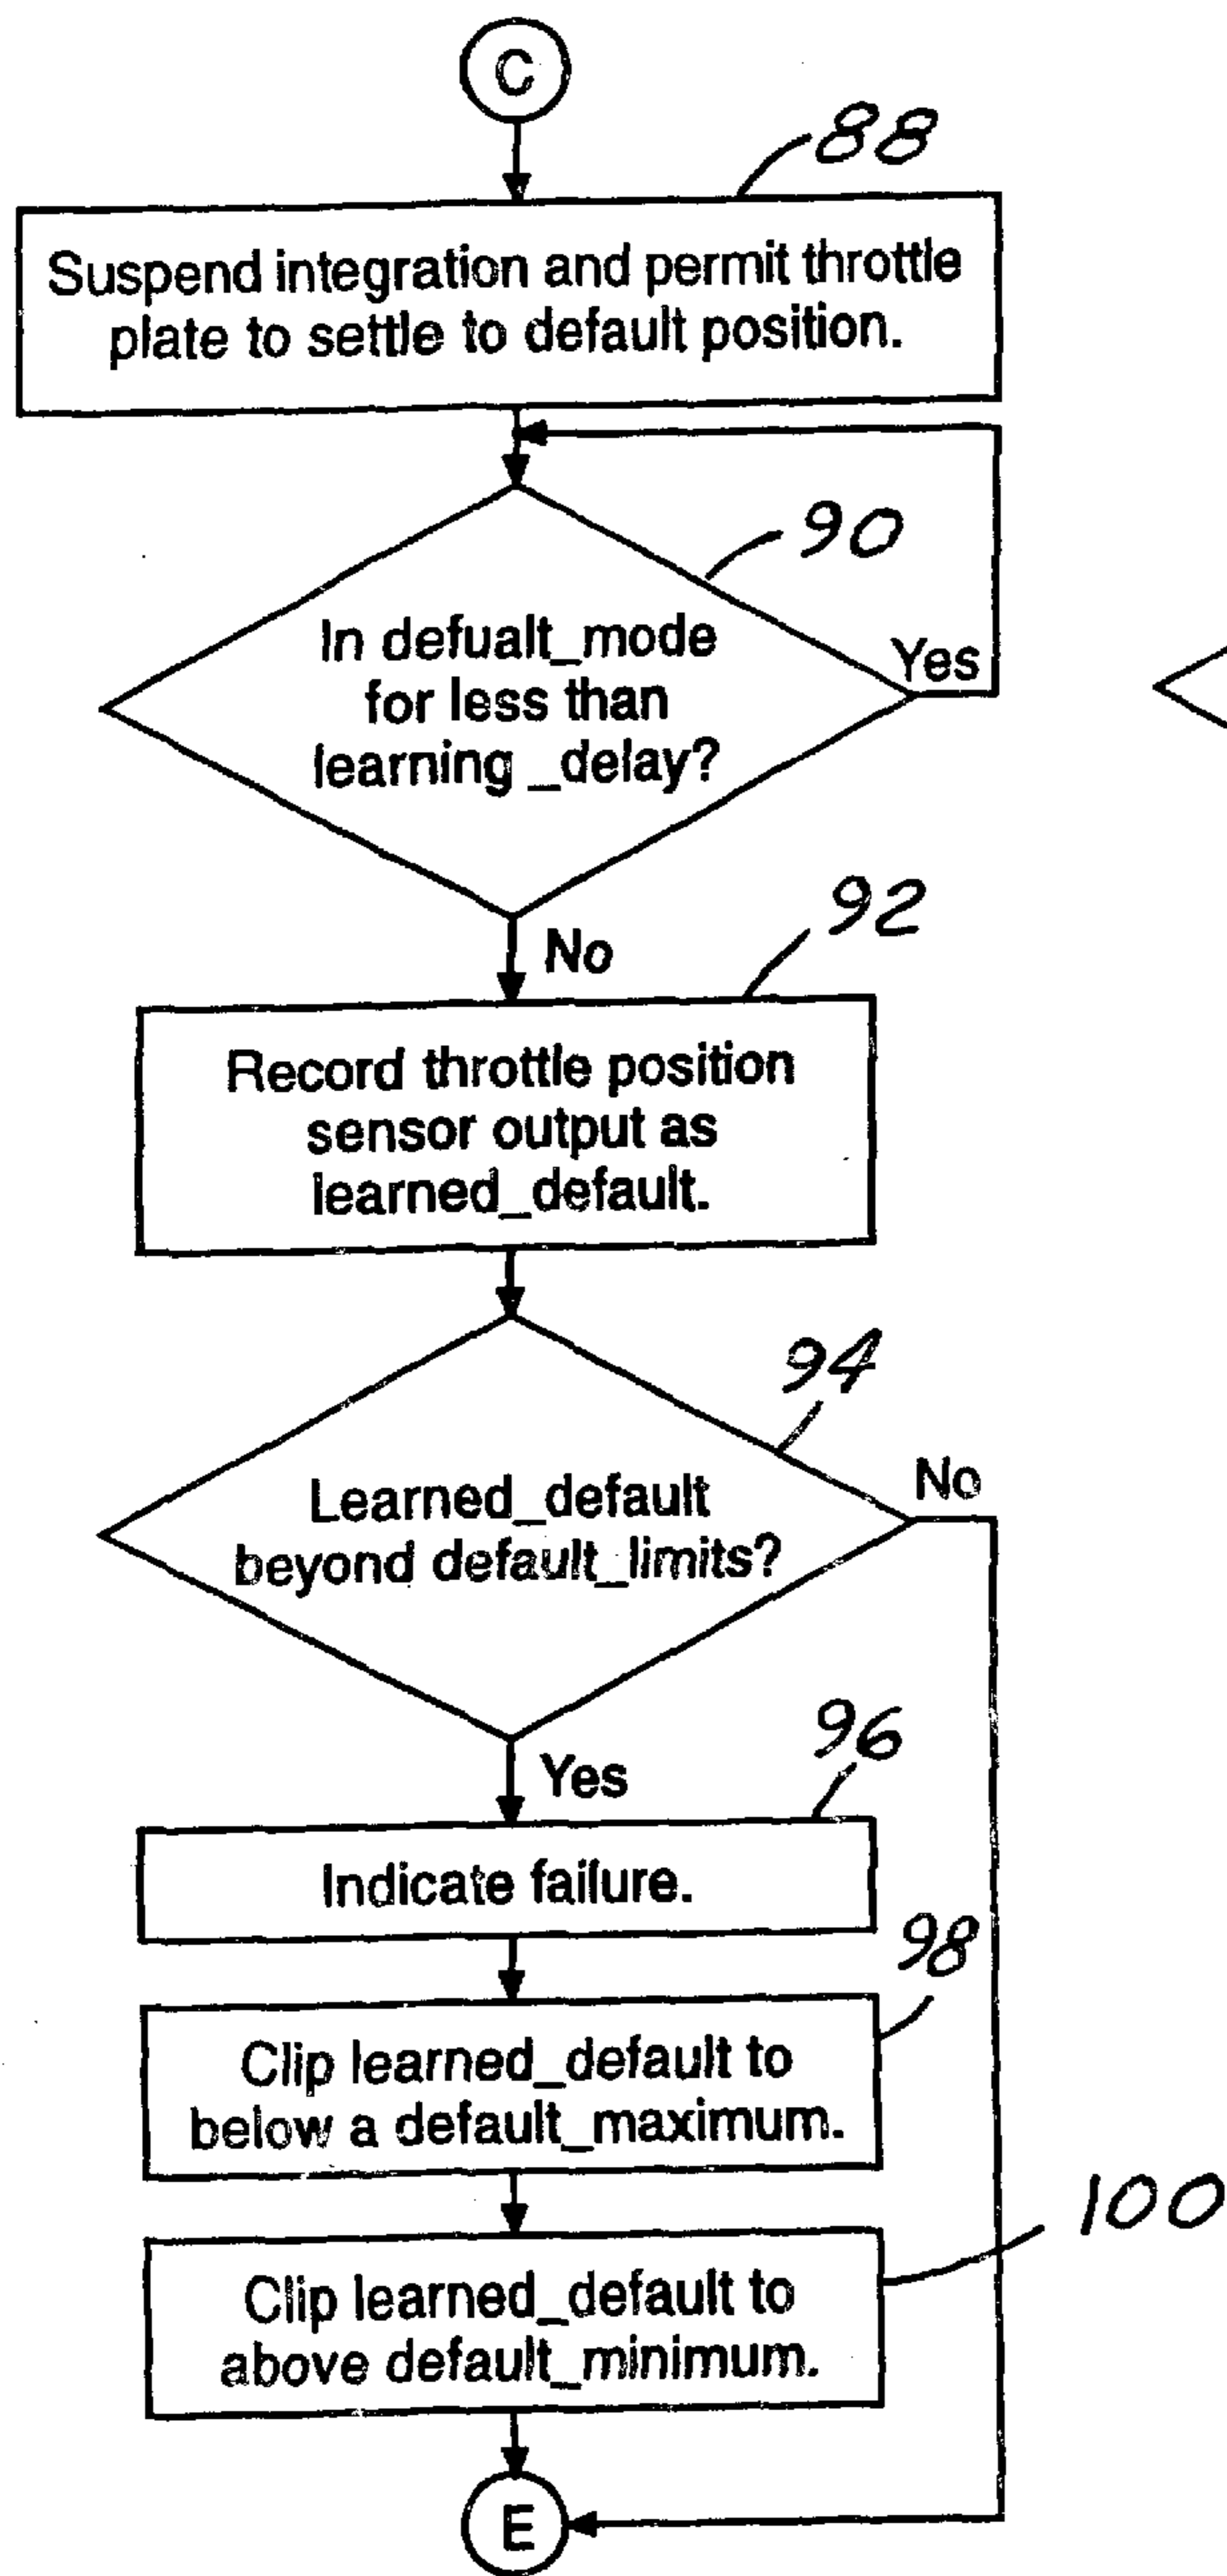 C
88
Suspend integration and permit throttle
plate to settle to default position.
90
In defualt_mode
for less than
learning _delay?
Yes
No
92
Record throttle position
sensor output as
learned_default.
94
Learned_default
beyond default_limits?
No
Yes
96
Indicate failure.
98
Clip learned_default to
below a default_maximum.
100
Clip learned_default to
above default_minimum.
E